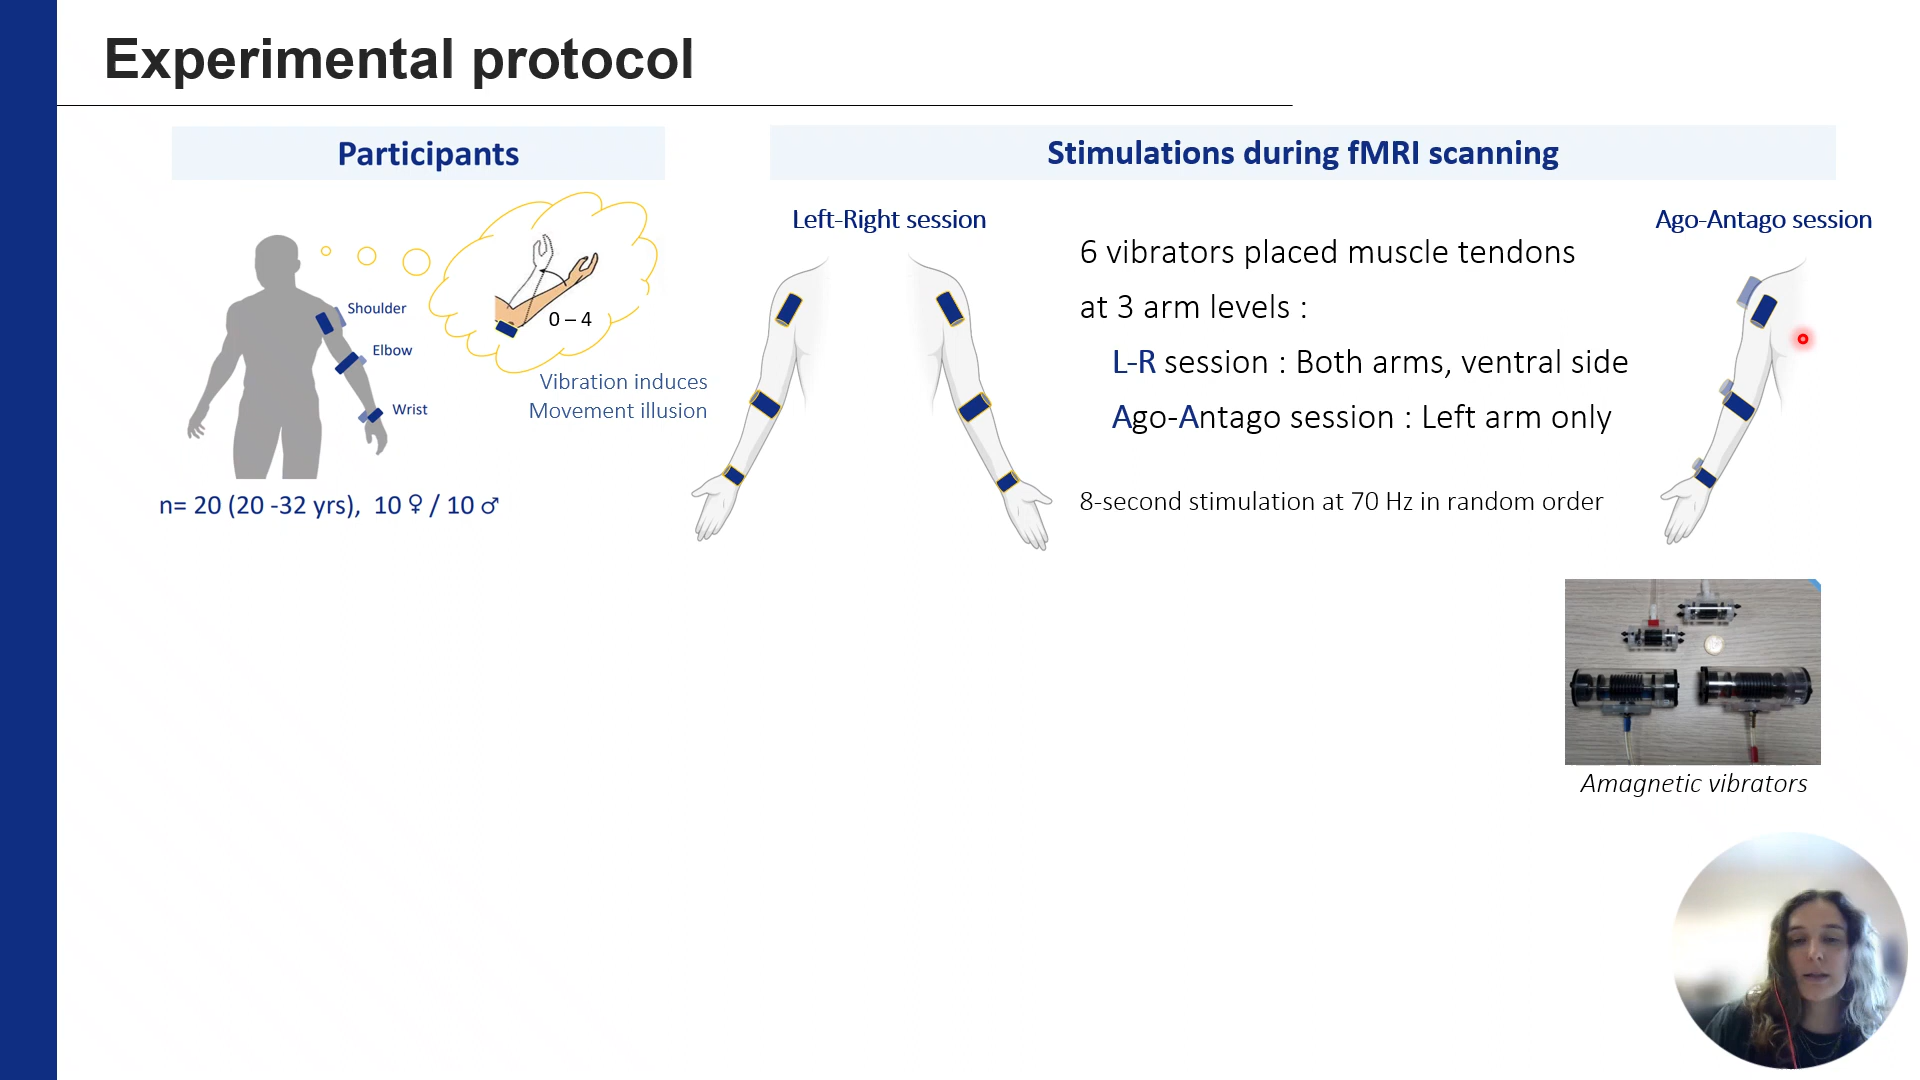 Experimental protocol
Participants
Shoulder
Elbow
Wrist
0 – 4
Vibration induces
Movement illusion
n= 20 (20 -32 yrs),  10 ♀ / 10 ♂
Stimulations during fMRI scanning
Left-Right session
6 vibrators placed muscle tendons
at 3 arm levels :
L-R session : Both arms, ventral side
Ago-Antago session : Left arm only
8-second stimulation at 70 Hz in random order
Ago-Antago session
Amagnetic vibrators